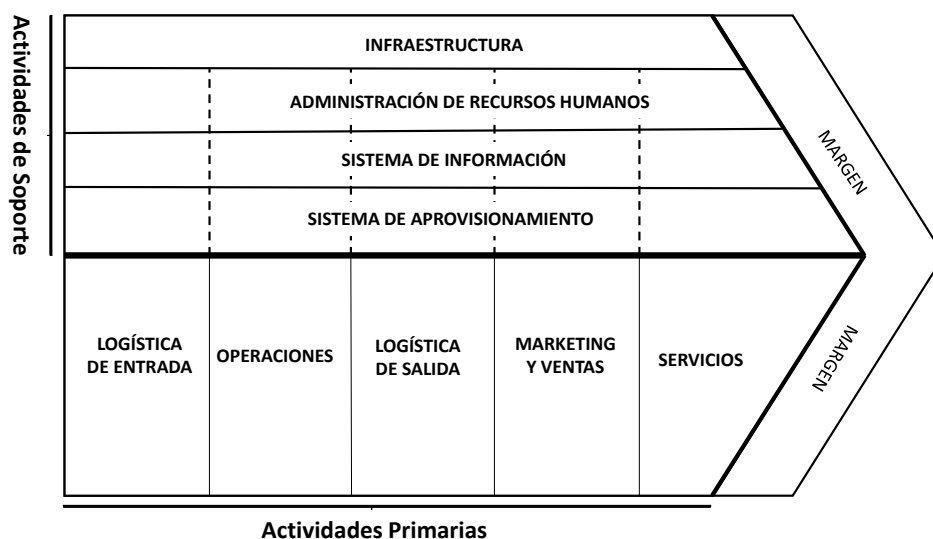 Actividades de Soporte
INFRAESTRUCTURA
ADMINISTRACIÓN DE RECURSOS HUMANOS
SISTEMA DE INFORMACIÓN
SISTEMA DE APROVISIONAMIENTO
MARGEN
LOGÍSTICA
DE ENTRADA
OPERACIONES
LOGÍSTICA
DE SALIDA
MARKETING
Y VENTAS
SERVICIOS
MARGEN
Actividades Primarias